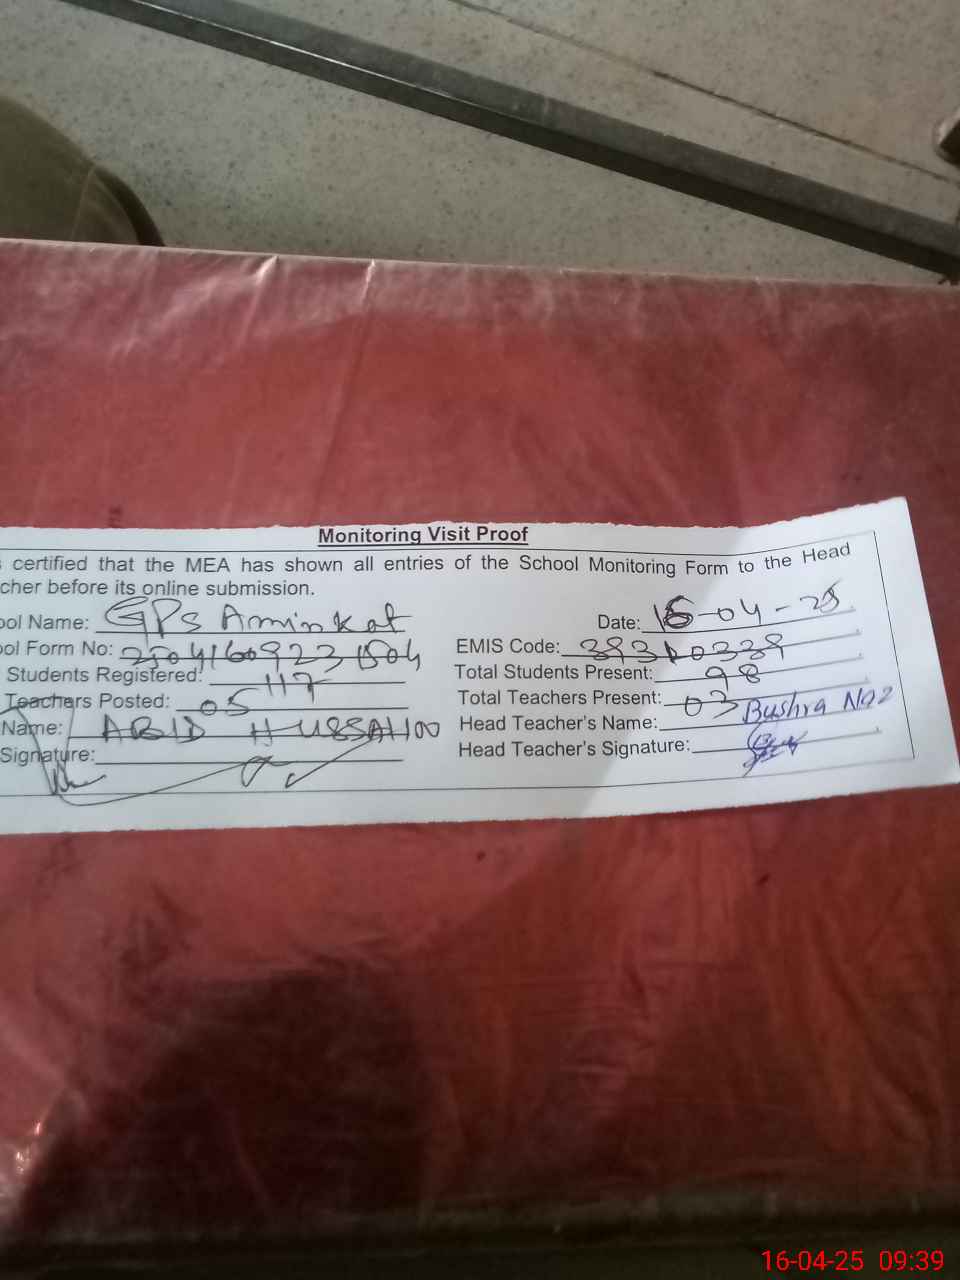 Monitoring Visit Proof
certified that the MEA has shown all entries of the School Monitoring Form to the Head
cher before its online submission.
ool Name: GPS Aminkot Date: 16-04-25
ool Form No: 2504160923 1504 EMIS Code: 39310339
Students Registered: 117 Total Students Present: 98
Teachers Posted: 05 Total Teachers Present: 03
Name: ABID HUSSAIN Head Teacher's Name: Bushra Naz
Signature: Head Teacher's Signature:
16-04-25 09:39